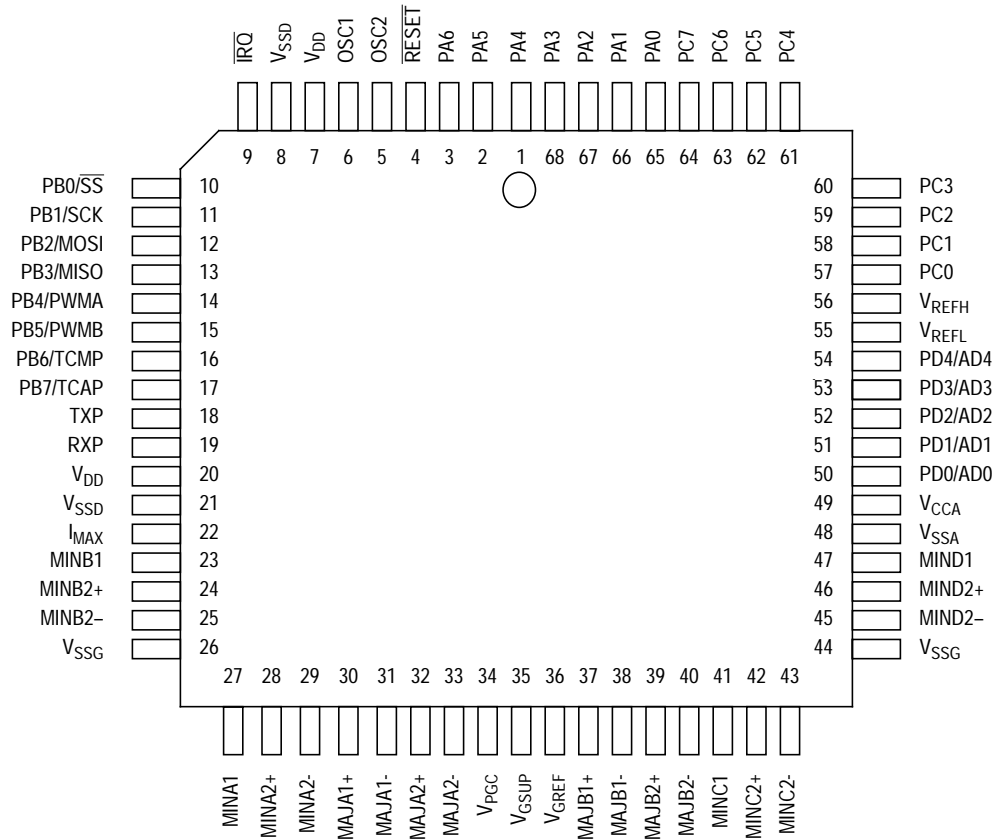 IRQ VSSD VDD OSC1 OSC2 RESET PA6 PA5 PA4 PA3 PA2 PA1 PA0 PC7 PC6 PC5 PC4
9 8 7 6 5 4 3 2 1 68 67 66 65 64 63 62 61
PB0/SS 10 60 PC3
PB1/SCK 11 59 PC2
PB2/MOSI 12 58 PC1
PB3/MISO 13 57 PC0
PB4/PWMA 14 56 VREFH
PB5/PWMB 15 55 VREFL
PB6/TCMP 16 54 PD4/AD4
PB7/TCAP 17 53 PD3/AD3
TXP 18 52 PD2/AD2
RXP 19 51 PD1/AD1
VDD 20 50 PD0/AD0
VSSD 21 49 VCCA
IMAX 22 48 VSSA
MINB1 23 47 MIND1
MINB2+ 24 46 MIND2+
MINB2– 25 45 MIND2–
VSSG 26 44 VSSG
27 28 29 30 31 32 33 34 35 36 37 38 39 40 41 42 43
MINA1 MINA2+ MINA2- MAJA1+ MAJA1- MAJA2+ MAJA2- VPGC VGSUP VGREF MAJB1+ MAJB1- MAJB2+ MAJB2- MINC1 MINC2+ MINC2-